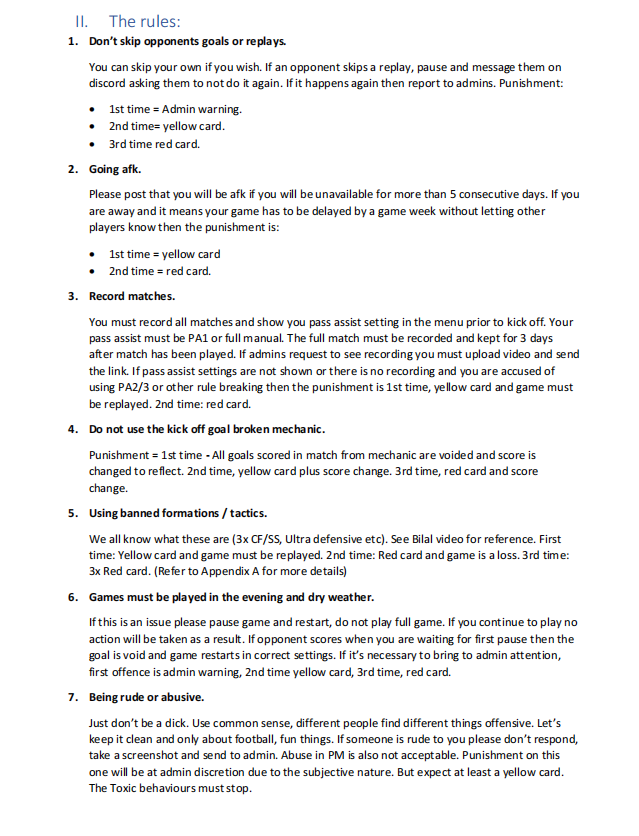 II. The rules:
1. Don't skip opponents goals or replays.
You can skip your own if you wish. If an opponent skips a replay, pause and message them on
discord asking them to not do it again. If it happens again then report to admins. Punishment:
• 1st time = Admin warning.
• 2nd time= yellow card.
• 3rd time red card.
2. Going afk.
Please post that you will be afk if you will be unavailable for more than 5 consecutive days. If you
are away and it means your game has to be delayed by a game week without letting other
players know then the punishment is:
• 1st time = yellow card
• 2nd time = red card.
3. Record matches.
You must record all matches and show you pass assist setting in the menu prior to kick off. Your
pass assist must be PA1 or full manual. The full match must be recorded and kept for 3 days
after match has been played. If admins request to see recording you must upload video and send
the link. If pass assist settings are not shown or there is no recording and you are accused of
using PA2/3 or other rule breaking then the punishment is 1st time, yellow card and game must
be replayed. 2nd time: red card.
4. Do not use the kick off goal broken mechanic.
Punishment = 1st time - All goals scored in match from mechanic are voided and score is
changed to reflect. 2nd time, yellow card plus score change. 3rd time, red card and score
change.
5. Using banned formations / tactics.
We all know what these are (3x CF/SS, Ultra defensive etc). See Bilal video for reference. First
time: Yellow card and game must be replayed. 2nd time: Red card and game is a loss. 3rd time:
3x Red card. (Refer to Appendix A for more details)
6. Games must be played in the evening and dry weather.
If this is an issue please pause game and restart, do not play full game. If you continue to play no
action will be taken as a result. If opponent scores when you are waiting for first pause then the
goal is void and game restarts in correct settings. If it's necessary to bring to admin attention,
first offence is admin warning, 2nd time yellow card, 3rd time, red card.
7. Being rude or abusive.
Just don't be a dick. Use common sense, different people find different things offensive. Let's
keep it clean and only about football, fun things. If someone is rude to you please don't respond,
take a screenshot and send to admin. Abuse in PM is also not acceptable. Punishment on this
one will be at admin discretion due to the subjective nature. But expect at least a yellow card.
The Toxic behaviours must stop.